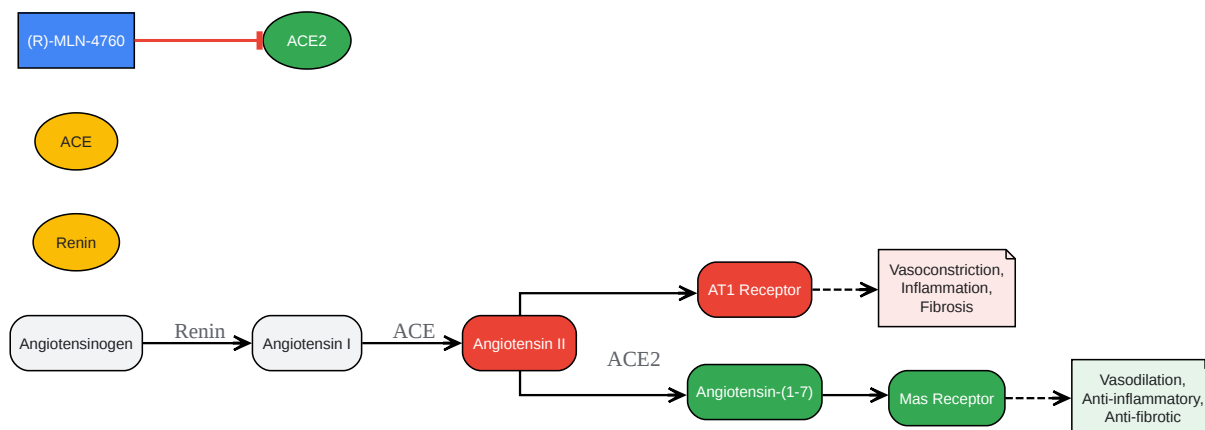 (R)-MLN-4760
ACE2
ACE
Renin
Angiotensinogen
Renin
Angiotensin I
ACE
Angiotensin II
AT1 Receptor
Vasoconstriction,
Inflammation,
Fibrosis
ACE2
Angiotensin-(1-7)
Mas Receptor
Vasodilation,
Anti-inflammatory,
Anti-fibrotic